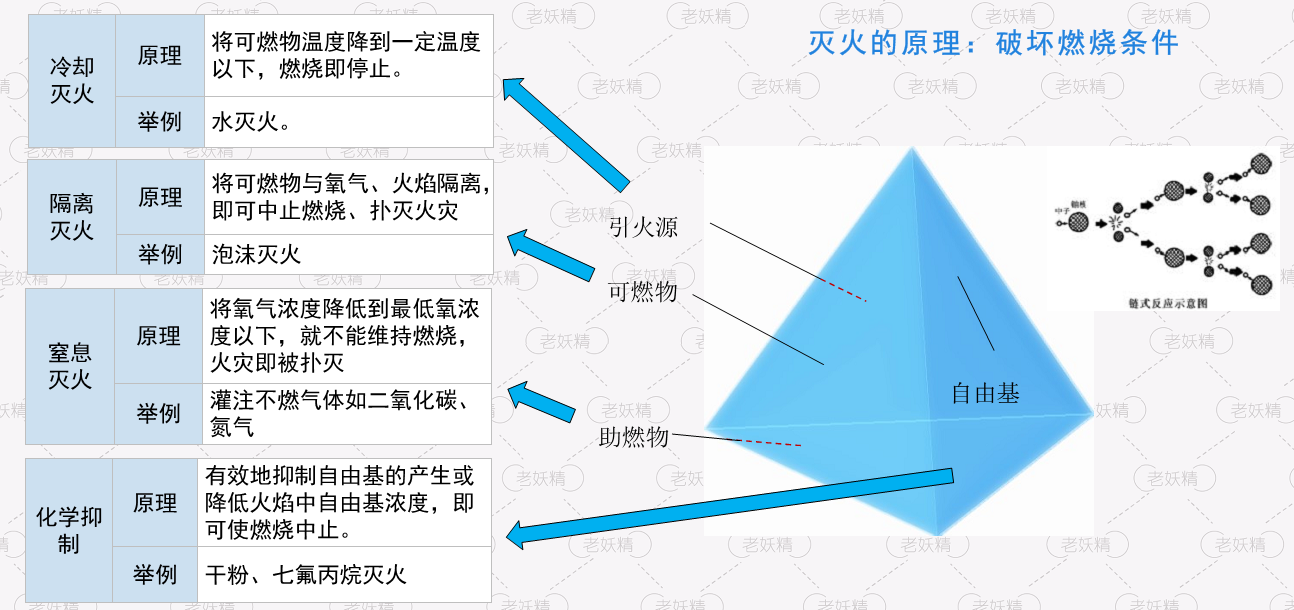 灭火的原理：破坏燃烧条件
冷却
灭火
原理
将可燃物温度降到一定温度
以下，燃烧即停止。
举例
水灭火。
隔离
灭火
原理
将可燃物与氧气、火焰隔离，
即可中止燃烧、扑灭火灾
举例
泡沫灭火
窒息
灭火
原理
将氧气浓度降低到最低氧浓
度以下，就不能维持燃烧，
火灾即被扑灭
举例
灌注不燃气体如二氧化碳、
氮气
化学抑
制
原理
有效地抑制自由基的产生或
降低火焰中自由基浓度，即
可使燃烧中止。
举例
干粉、七氟丙烷灭火
引火源
可燃物
助燃物
自由基
中子
链式反应示意图
老妖精